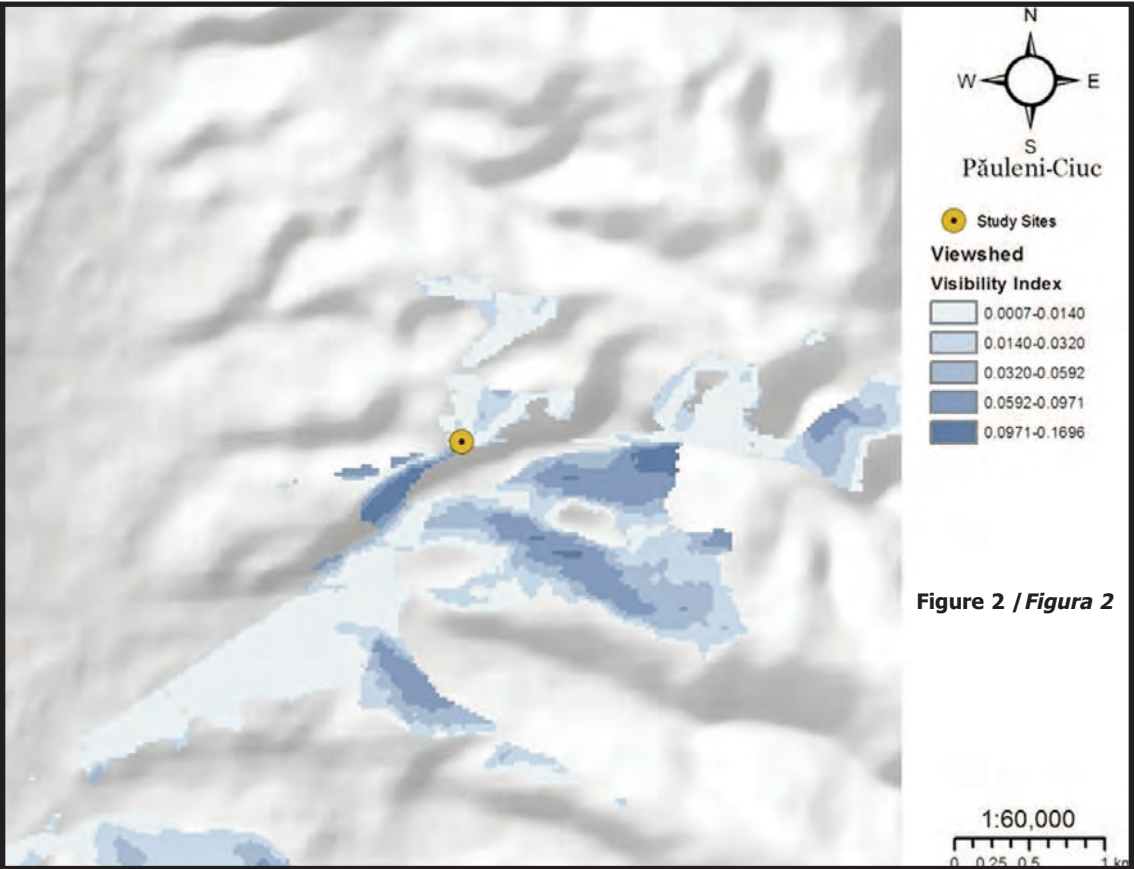 N
W E
S
Păuleni-Ciuc
Study Sites
Viewshed
Visibility Index
0.0007-0.0140
0.0140-0.0320
0.0320-0.0592
0.0592-0.0971
0.0971-0.1696
Figure 2 /Figura 2
1:60,000
0 0.25 0.5 1 km